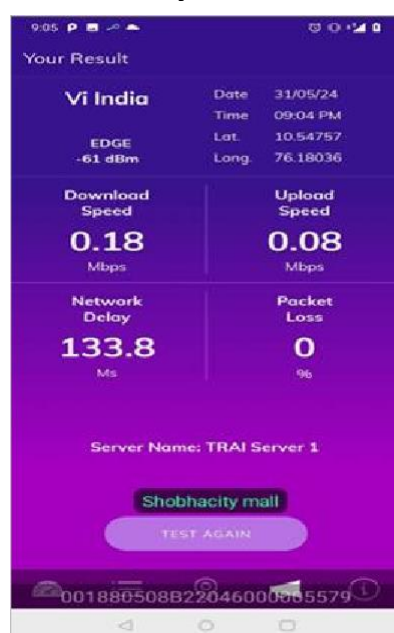 9:05 P
Your Result
Vi India
EDGE
-61 dBm
Date 31/05/24
Time 09:04 PM
Lat. 10.54757
Long. 76.18036
Download
Speed
0.18
Mbps
Upload
Speed
0.08
Mbps
Network
Delay
133.8
Ms
Packet
Loss
0
%
Server Name: TRAI Server 1
Shobhacity mall
TEST AGAIN